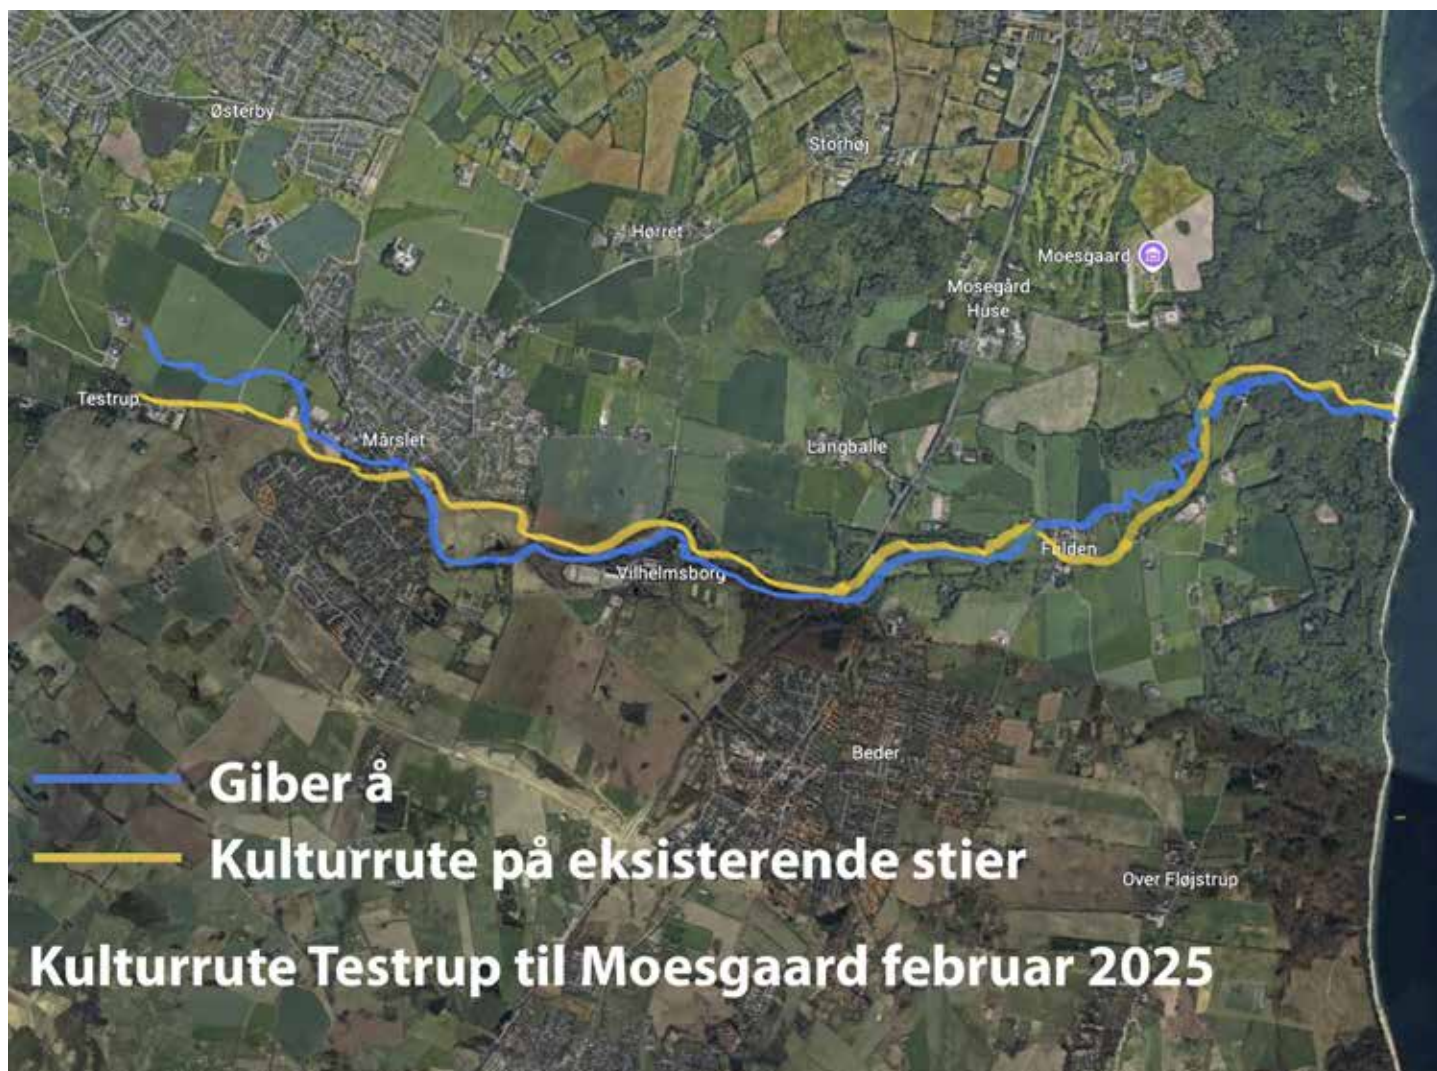 Østerby
Storhøj
Hørret
Moesgaard
Mosegård
Huse
Testrup
Mårslet
Langballe
Fulden
Vilhelmsborg
Beder
Giber å
Kulturrute på eksisterende stier
Over Fløjstrup
Kulturrute Testrup til Moesgaard februar 2025